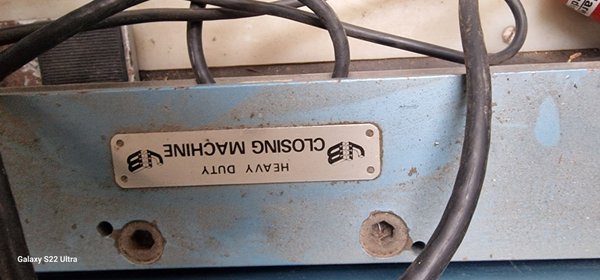 HEAVY DUTY
CLOSING MACHINE
Galaxy S22 Ultra